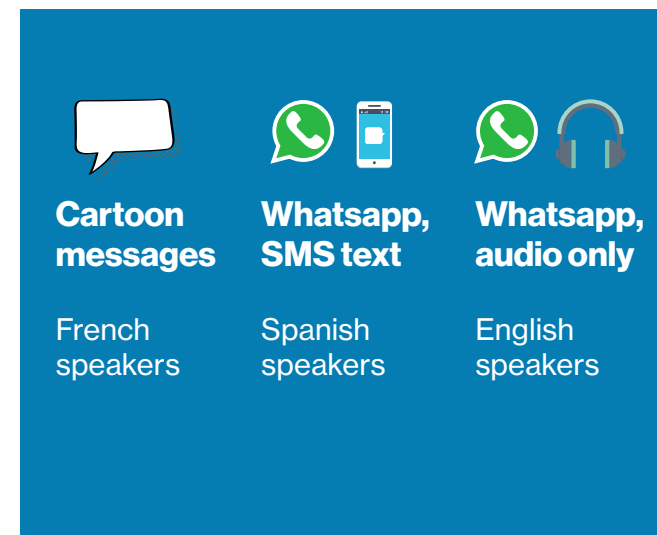 Cartoon
messages
French
speakers
Whatsapp,
SMS text
Spanish
speakers
Whatsapp,
audio only
English
speakers